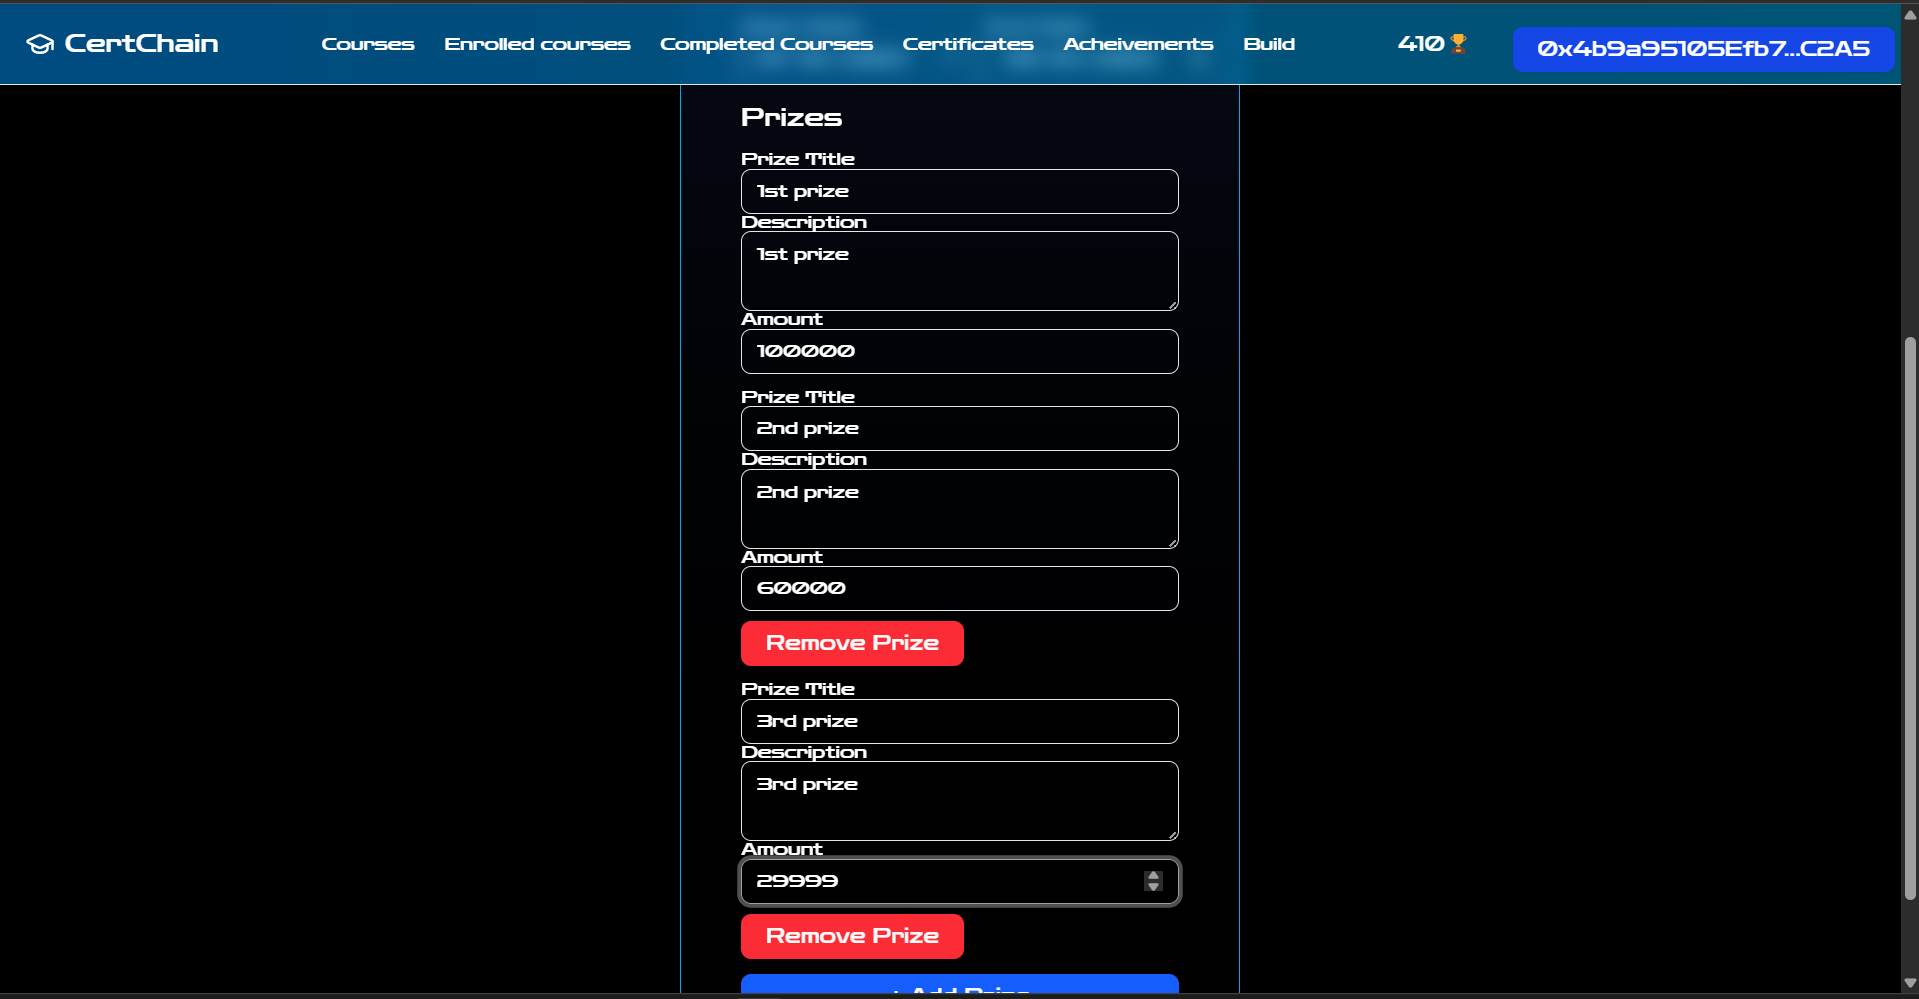 CertChain
Courses Enrolled courses Completed Courses Certificates Acheivements Build
410
0x4b9a95105Efb7...C2A5
Prizes
Prize Title
1st prize
Description
1st prize
Amount
100000
Prize Title
2nd prize
Description
2nd prize
Amount
60000
Remove Prize
Prize Title
3rd prize
Description
3rd prize
Amount
29999
Remove Prize
+ Add Prize